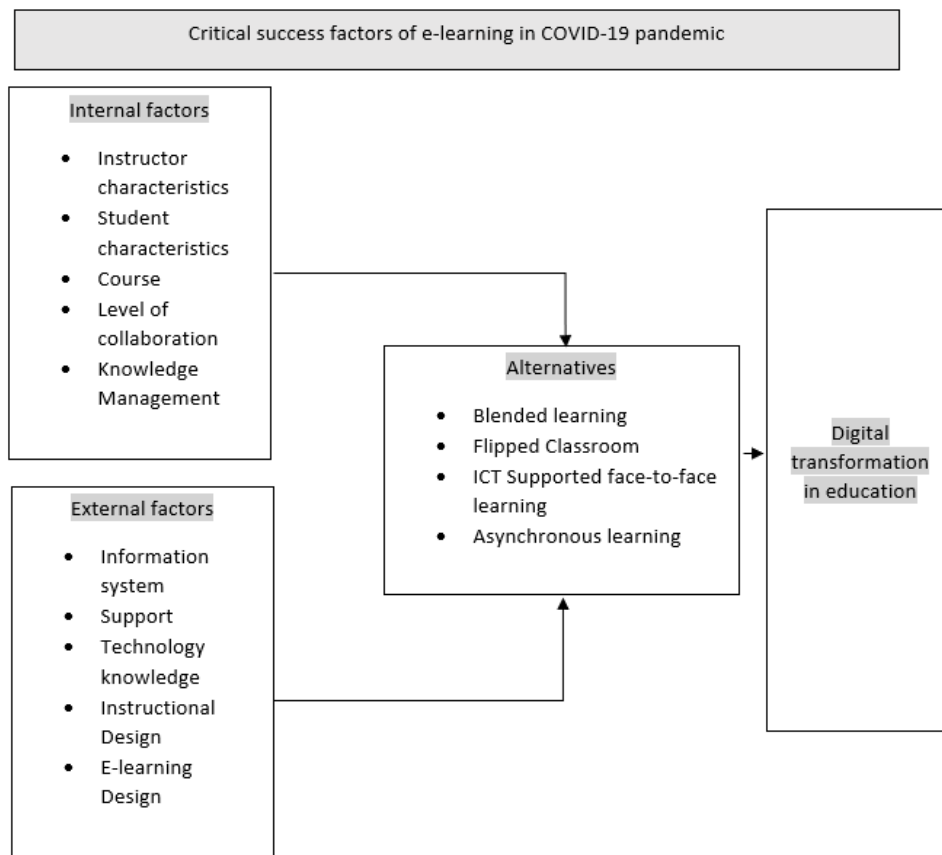 Critical success factors of e-learning in COVID-19 pandemic
Internal factors
• Instructor
characteristics
• Student
characteristics
• Course
• Level of
collaboration
• Knowledge
Management
External factors
• Information
system
• Support
• Technology
knowledge
• Instructional
Design
• E-learning
Design
Alternatives
• Blended learning
• Flipped Classroom
• ICT Supported face-to-face
learning
• Asynchronous learning
Digital
transformation
in education